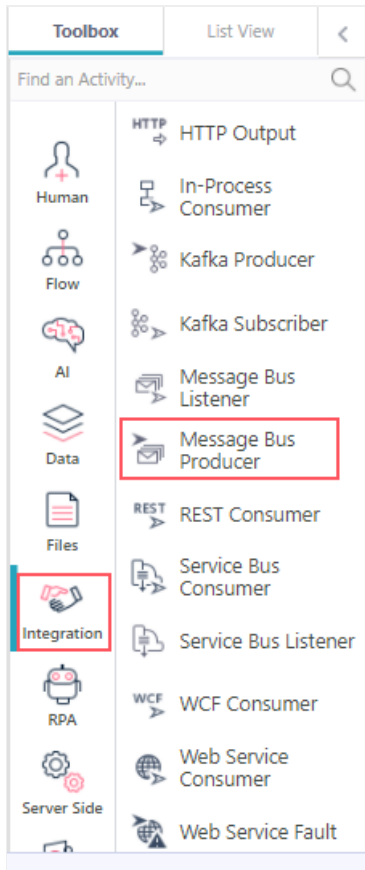 Toolbox
List View
Find an Activity...
Human
Flow
AI
Data
Files
Integration
RPA
Server Side
HTTP
HTTP Output
In-Process
Consumer
Kafka Producer
Kafka Subscriber
Message Bus
Listener
Message Bus
Producer
REST
REST Consumer
Service Bus
Consumer
Service Bus Listener
WCF
WCF Consumer
Web Service
Consumer
Web Service Fault